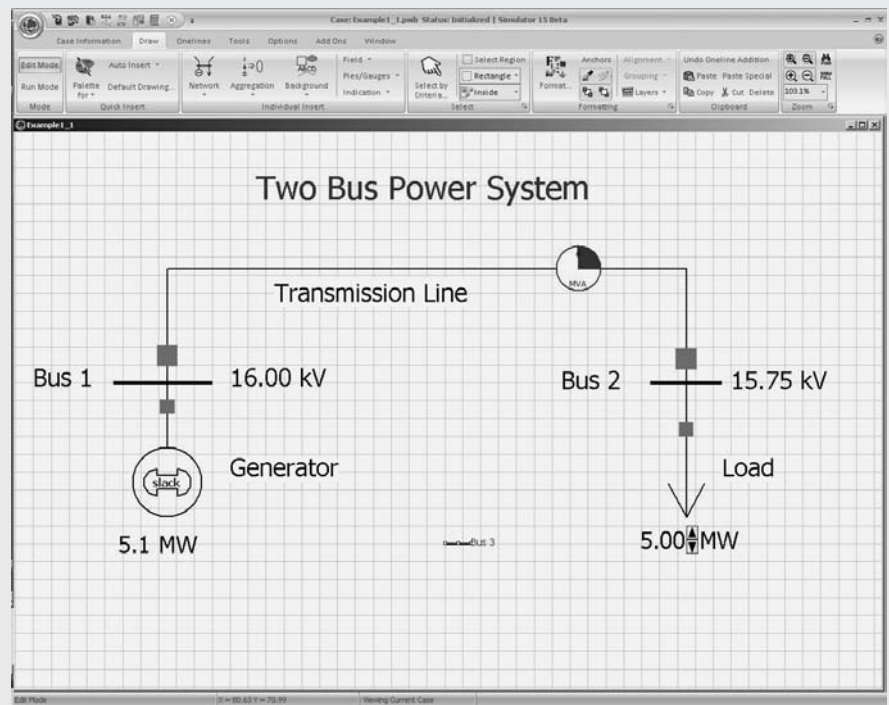 Case: Example1_1.pwb Status: Initialized | Simulator 15 Beta
Case Information Draw Onelines Tools Options Add Ons Window
Edit Mode
Run Mode
Mode
Palette For
Auto Insert
Default Drawing...
Quick Insert
Network
Aggregation
Background
Field
Pies/Gauges
Indication
Individual Insert
Select by Criteria...
Select Region
Rectangle
Inside
Select
Format...
Anchors
Alignment
Grouping
Layers
Formatting
Undo Oneline Addition
Paste Paste Special
Copy Cut Delete
Clipboard
103.1%
Zoom
Example1_1
Two Bus Power System
Transmission Line
MVA
Bus 1
16.00 kV
Bus 2
15.75 kV
slack
Generator
Load
5.1 MW
Bus 3
5.00 MW
Edit Mode
X = 80.63 Y = 70.99
Viewing Current Case